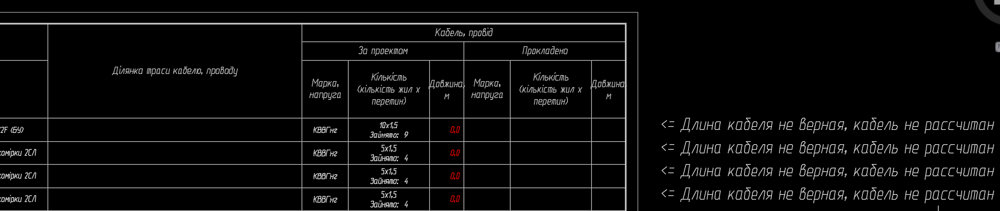 Кабель, провід
За проектом
Прокладено
Ділянка траси кабелю, проводу
Марка,
напруга
Кількість
(кількість жил х
перетин)
Довжина,
м
Марка,
напруга
Кількість
(кількість жил х
перетин)
Довжина,
м
2F (БУ)
КВВГнг
10х1,5
Зайнято: 9
0,0
<= Длина кабеля не верная, кабель не рассчитан
комірки 2СЛ
КВВГнг
5х1,5
Зайнято: 4
0,0
<= Длина кабеля не верная, кабель не рассчитан
комірки 2СЛ
КВВГнг
5х1,5
Зайнято: 4
0,0
<= Длина кабеля не верная, кабель не рассчитан
комірки 2СЛ
КВВГнг
5х1,5
Зайнято: 4
0,0
<= Длина кабеля не верная, кабель не рассчитан